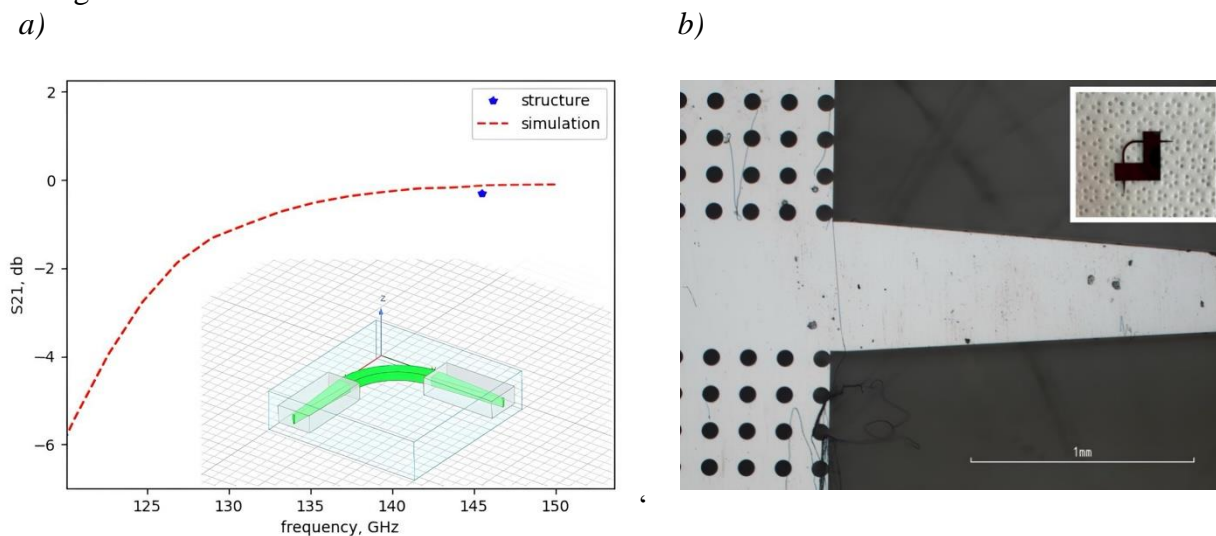 a)
b)
2
0
−2
−4
−6
S21, db
structure
simulation
z
125
130
135
140
145
150
frequency, GHz
‘
1mm